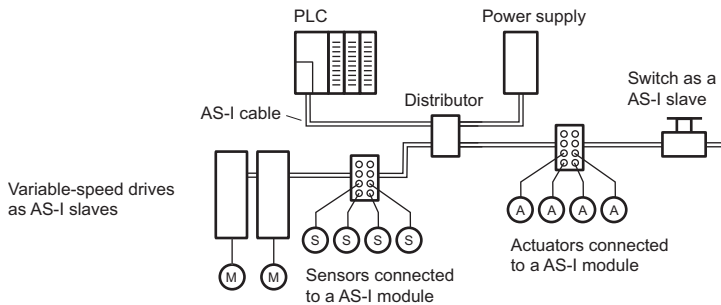 PLC
Power supply
Switch as a
AS-I slave
Distributor
AS-I cable
Variable-speed drives
as AS-I slaves
S S S S
A A A A
M M
Sensors connected
to a AS-I module
Actuators connected
to a AS-I module